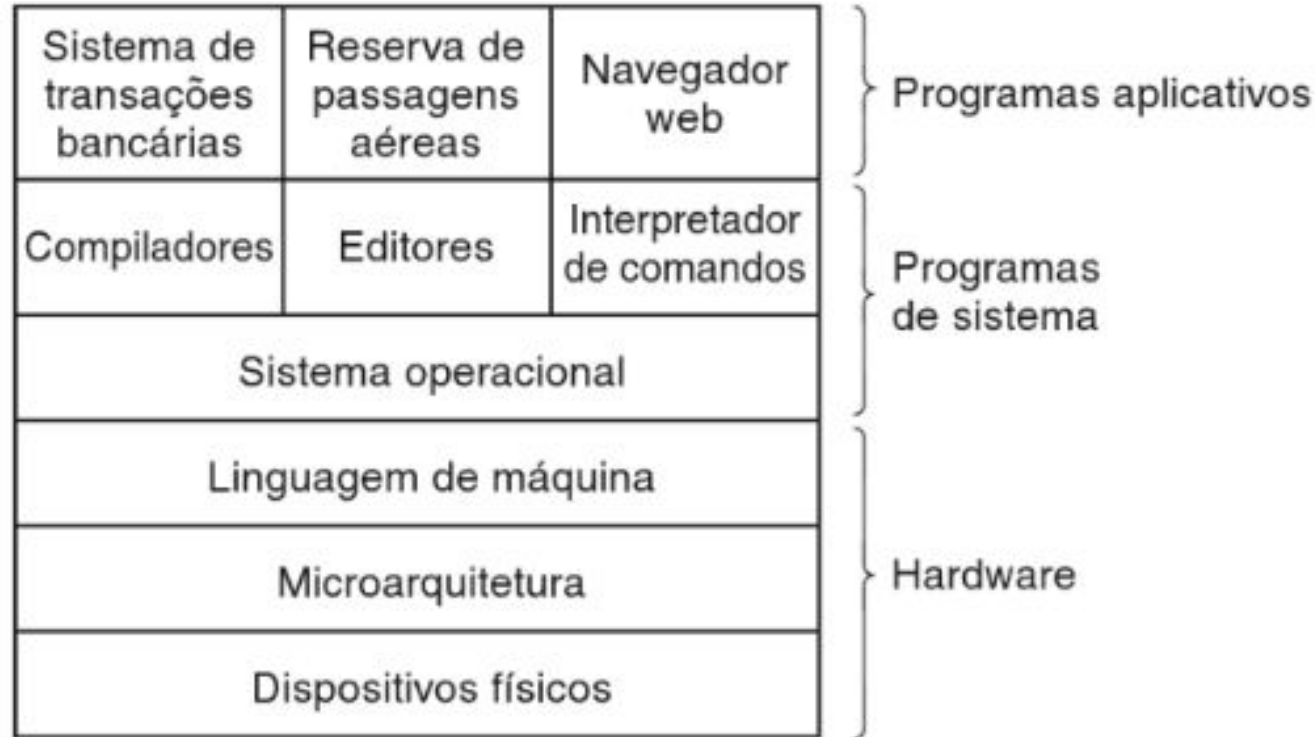 Sistema de
transações
bancárias
Reserva de
passagens
aéreas
Navegador
web
Programas aplicativos
Compiladores
Editores
Interpretador
de comandos
Programas
de sistema
Sistema operacional
Linguagem de máquina
Microarquitetura
Hardware
Dispositivos físicos